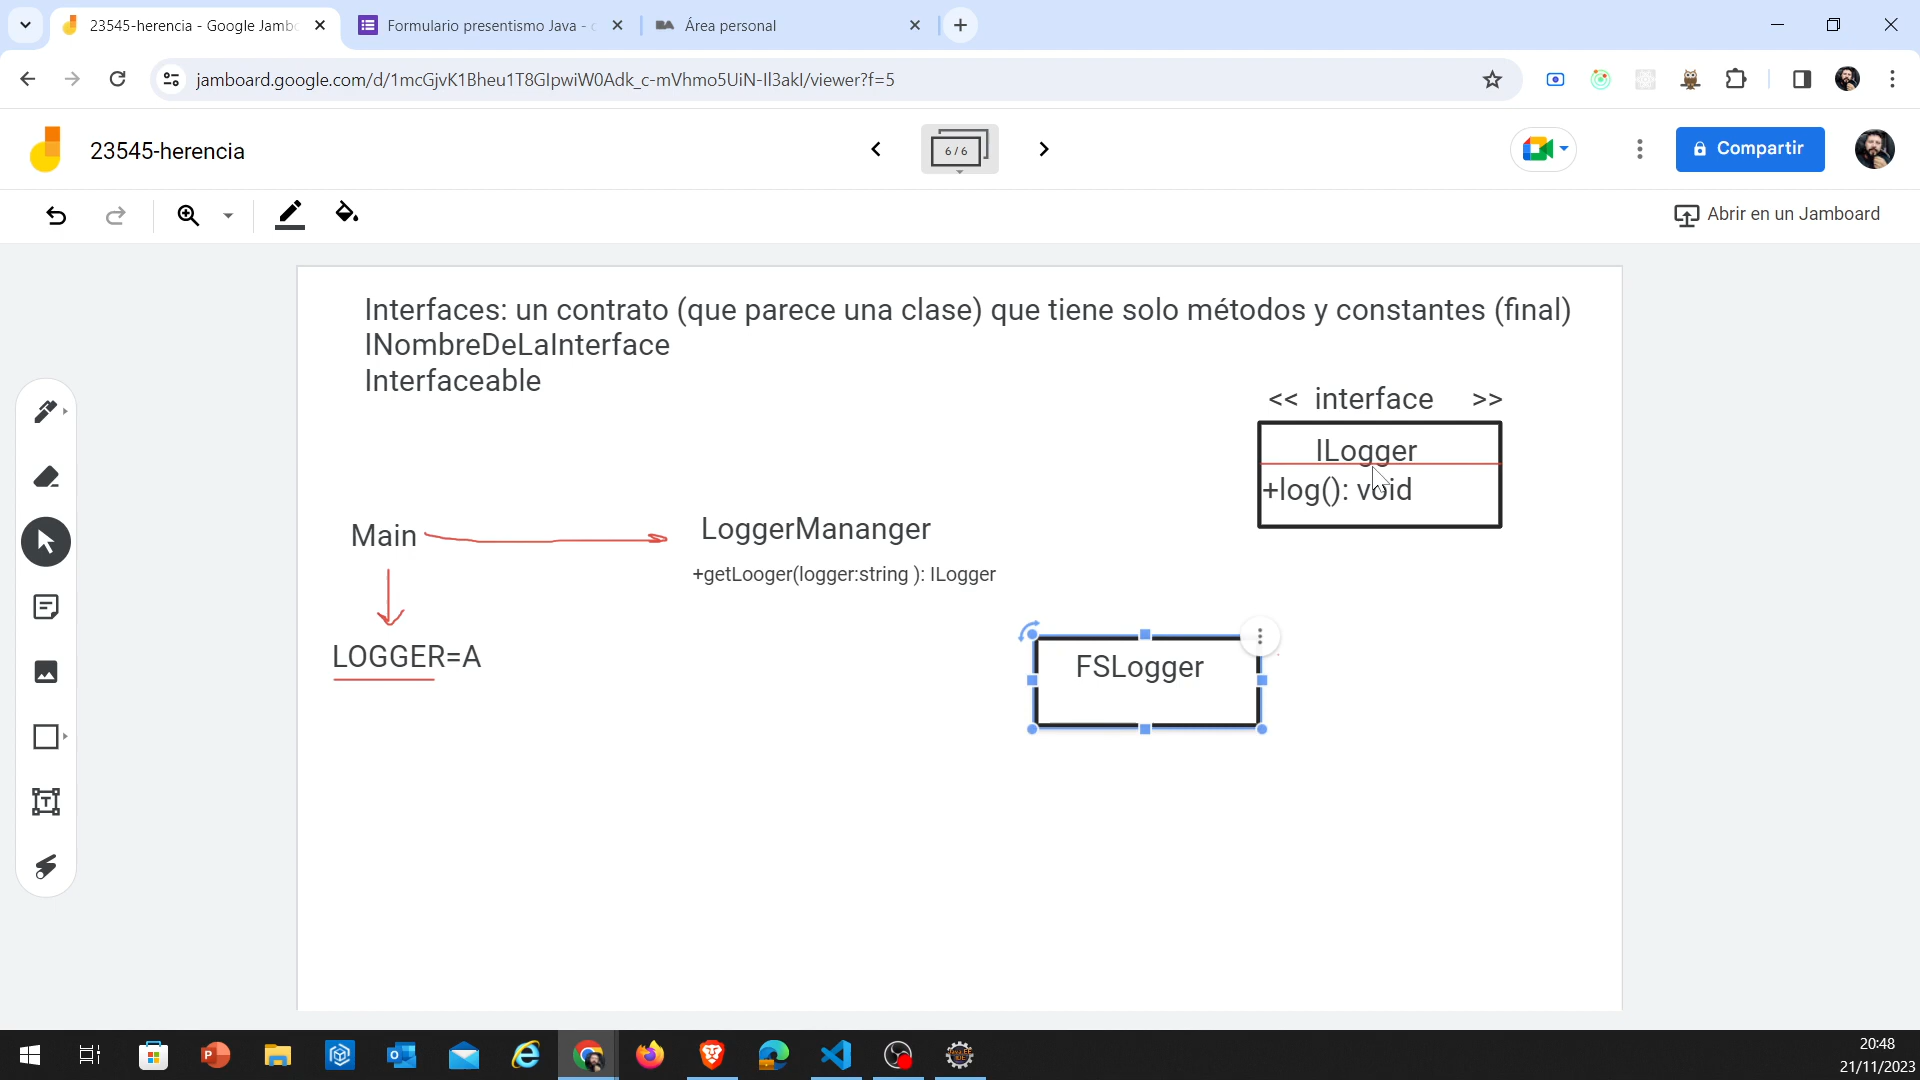 23545-herencia - Google Jambo
Formulario presentismo Java - c
Área personal
jamboard.google.com/d/1mcGjvK1Bheu1T8GIpwiW0Adk_c-mVhmo5UiN-Il3akI/viewer?f=5
23545-herencia
6 / 6
Compartir
Abrir en un Jamboard
Interfaces: un contrato (que parece una clase) que tiene solo métodos y constantes (final)
INombreDeLaInterface
Interfaceable
<< interface >>
ILogger
+log(): void
Main
LoggerMananger
+getLooger(logger:string ): ILogger
LOGGER=A
FSLogger
20:48
21/11/2023